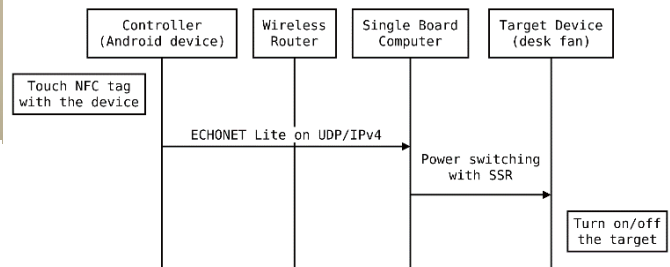 Controller
(Android device)
Wireless
Router
Single Board
Computer
Target Device
(desk fan)
Touch NFC tag
with the device
ECHONET Lite on UDP/IPv4
Power switching
with SSR
Turn on/off
the target